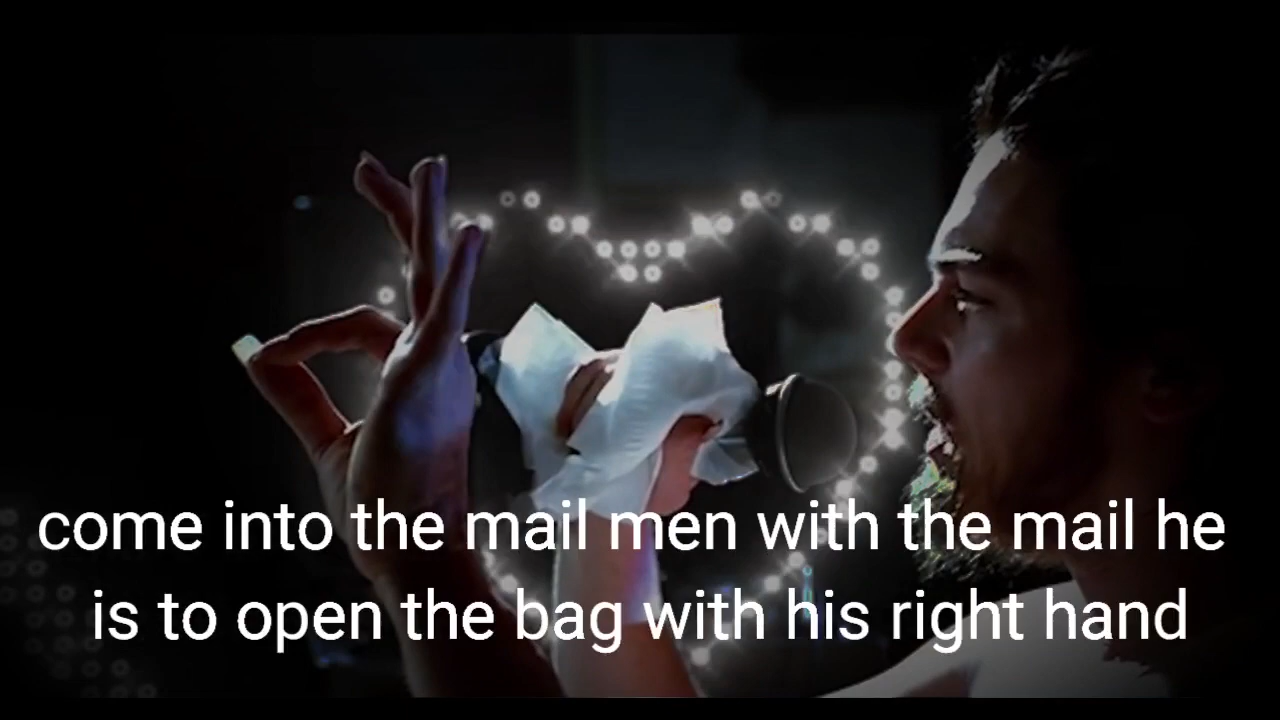 come into the mail men with the mail he
is to open the bag with his right hand